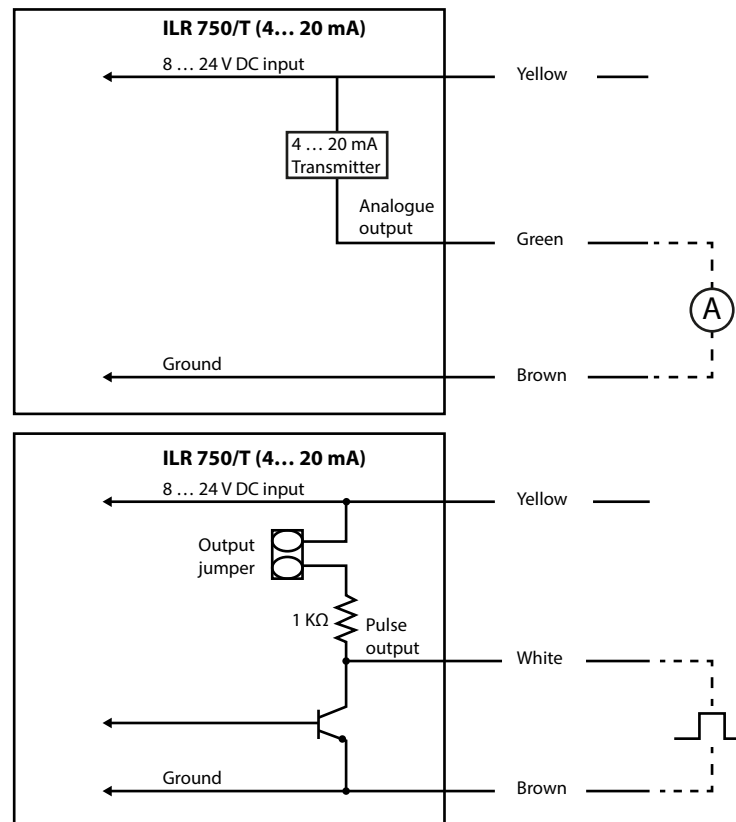 ILR 750/T (4… 20 mA)
8 … 24 V DC input
Yellow
4 … 20 mA
Transmitter
Analogue
output
Green
A
Ground
Brown
ILR 750/T (4… 20 mA)
8 … 24 V DC input
Yellow
Output
jumper
1 KΩ
Pulse
output
White
Ground
Brown